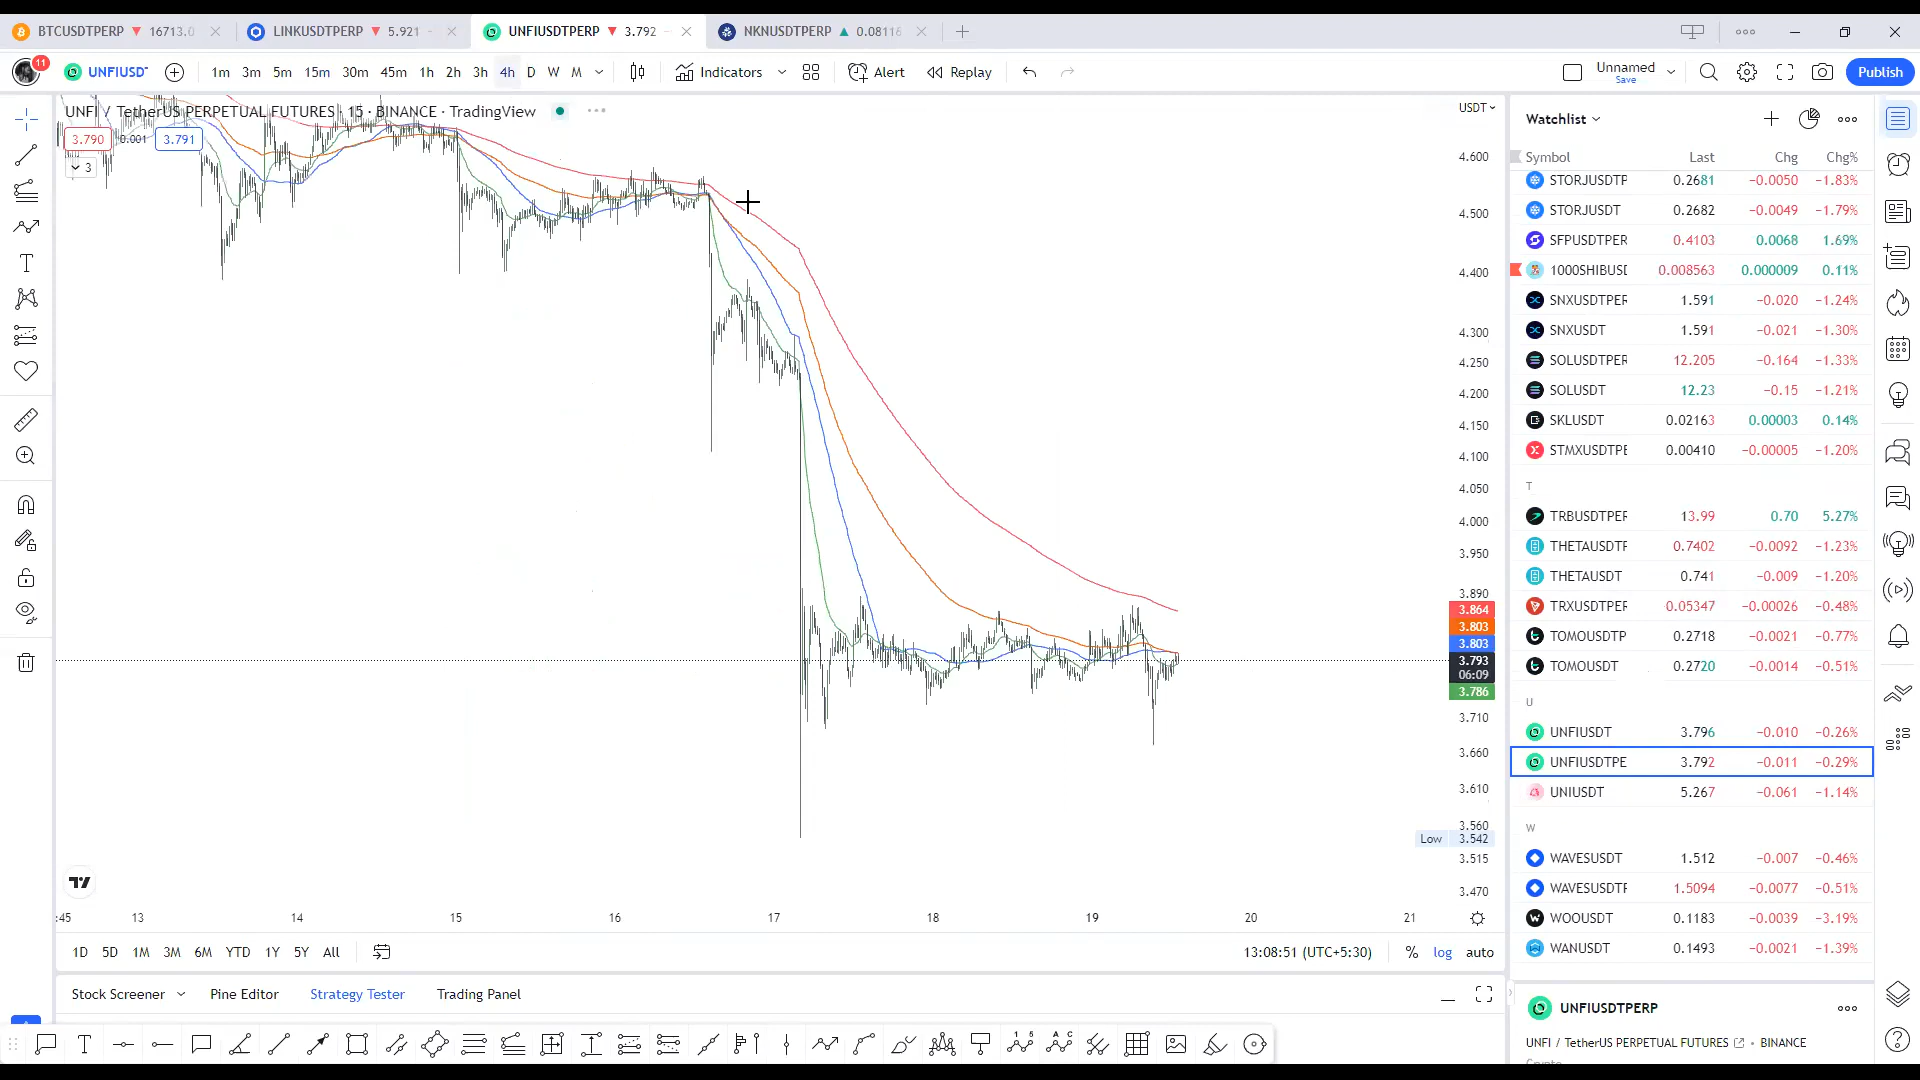 BTCUSDTPERP ▼ 16713.0
LINKUSDTPERP ▼ 5.921
UNFIUSDTPERP ▼ 3.792
NKNUSDTPERP ▲ 0.08116
11
UNFIUSDT
1m 3m 5m 15m 30m 45m 1h 2h 3h 4h D W M
Indicators
Alert
Replay
Unnamed
Save
Publish
UNFI / TetherUS PERPETUAL FUTURES · 15 · BINANCE · TradingView
3.790 0.001 3.791
3
USDT
4.600
4.500
4.400
4.300
4.250
4.200
4.150
4.100
4.050
4.000
3.950
3.890
3.864
3.803
3.803
3.793
06:09
3.786
3.710
3.660
3.610
3.560
Low 3.542
3.515
3.470
:45 13 14 15 16 17 18 19 20 21
1D 5D 1M 3M 6M YTD 1Y 5Y All
13:08:51 (UTC+5:30) % log auto
Stock Screener Pine Editor Strategy Tester Trading Panel
Watchlist
Symbol Last Chg Chg%
STORJUSDTP 0.2681 −0.0050 −1.83%
STORJUSDT 0.2682 −0.0049 −1.79%
SFPUSDTPER 0.4103 0.0068 1.69%
1000SHIBUSD 0.008563 0.000009 0.11%
SNXUSDTPER 1.591 −0.020 −1.24%
SNXUSDT 1.591 −0.021 −1.30%
SOLUSDTPER 12.205 −0.164 −1.33%
SOLUSDT 12.23 −0.15 −1.21%
SKLUSDT 0.02163 0.00003 0.14%
STMXUSDTPE 0.00410 −0.00005 −1.20%
T
TRBUSDTPER 13.99 0.70 5.27%
THETAUSDTP 0.7402 −0.0092 −1.23%
THETAUSDT 0.741 −0.009 −1.20%
TRXUSDTPER 0.05347 −0.00026 −0.48%
TOMOUSDTP 0.2718 −0.0021 −0.77%
TOMOUSDT 0.2720 −0.0014 −0.51%
U
UNFIUSDT 3.796 −0.010 −0.26%
UNFIUSDTPE 3.792 −0.011 −0.29%
UNIUSDT 5.267 −0.061 −1.14%
W
WAVESUSDT 1.512 −0.007 −0.46%
WAVESUSDTP 1.5094 −0.0077 −0.51%
WOOUSDT 0.1183 −0.0039 −3.19%
WANUSDT 0.1493 −0.0021 −1.39%
UNFIUSDTPERP
UNFI / TetherUS PERPETUAL FUTURES • BINANCE